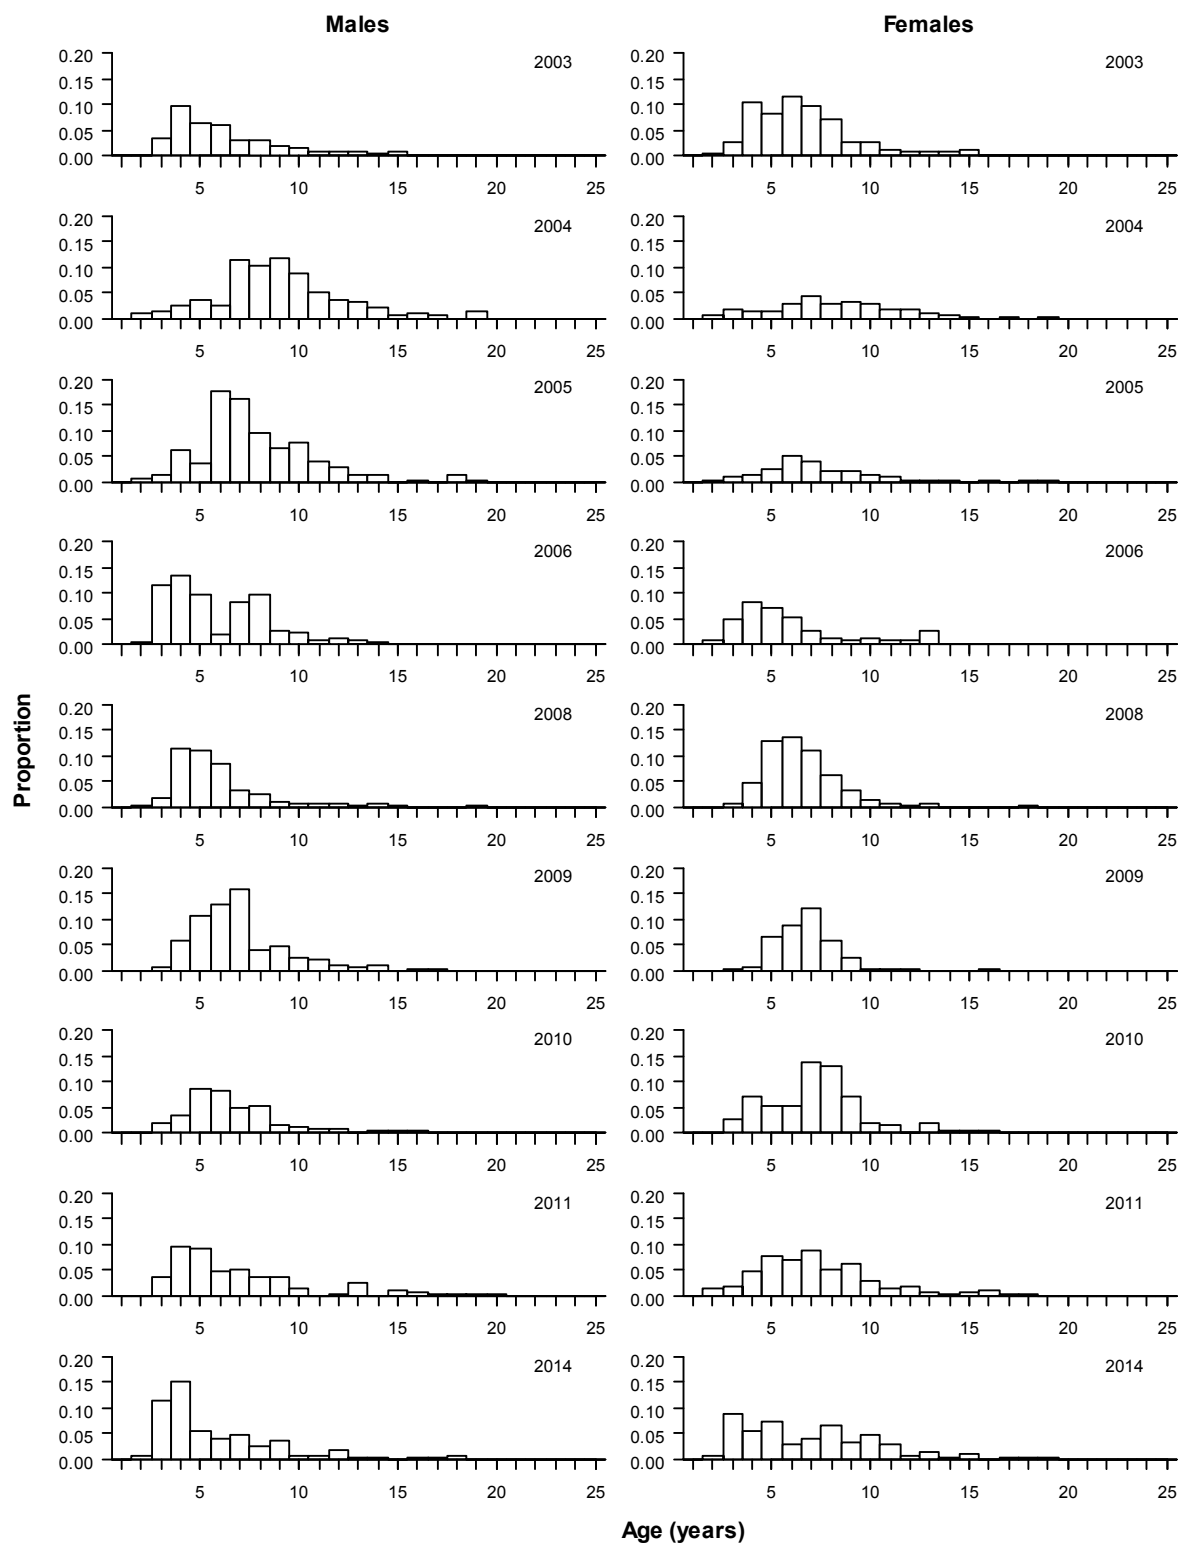 Males Females
0.20 0.15 0.10 0.05 0.00 2003 5 10 15 20 25
0.20 0.15 0.10 0.05 0.00 2003 5 10 15 20 25
0.20 0.15 0.10 0.05 0.00 2004 5 10 15 20 25
0.20 0.15 0.10 0.05 0.00 2004 5 10 15 20 25
0.20 0.15 0.10 0.05 0.00 2005 5 10 15 20 25
0.20 0.15 0.10 0.05 0.00 2005 5 10 15 20 25
0.20 0.15 0.10 0.05 0.00 2006 5 10 15 20 25
0.20 0.15 0.10 0.05 0.00 2006 5 10 15 20 25
Proportion
0.20 0.15 0.10 0.05 0.00 2008 5 10 15 20 25
0.20 0.15 0.10 0.05 0.00 2008 5 10 15 20 25
0.20 0.15 0.10 0.05 0.00 2009 5 10 15 20 25
0.20 0.15 0.10 0.05 0.00 2009 5 10 15 20 25
0.20 0.15 0.10 0.05 0.00 2010 5 10 15 20 25
0.20 0.15 0.10 0.05 0.00 2010 5 10 15 20 25
0.20 0.15 0.10 0.05 0.00 2011 5 10 15 20 25
0.20 0.15 0.10 0.05 0.00 2011 5 10 15 20 25
0.20 0.15 0.10 0.05 0.00 2014 5 10 15 20 25
0.20 0.15 0.10 0.05 0.00 2014 5 10 15 20 25
Age (years)